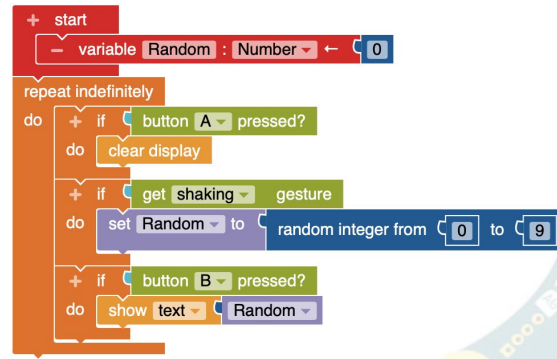 + start
− variable Random : Number ← 0
repeat indefinitely
do + if button A pressed?
do clear display
+ if get shaking gesture
do set Random to random integer from 0 to 9
+ if button B pressed?
do show text Random